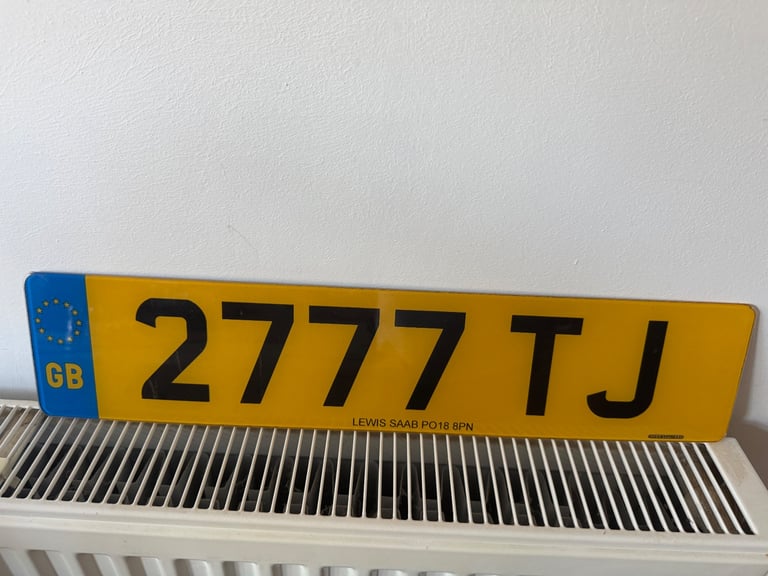 GB
2777 TJ
LEWIS SAAB PO18 8PN